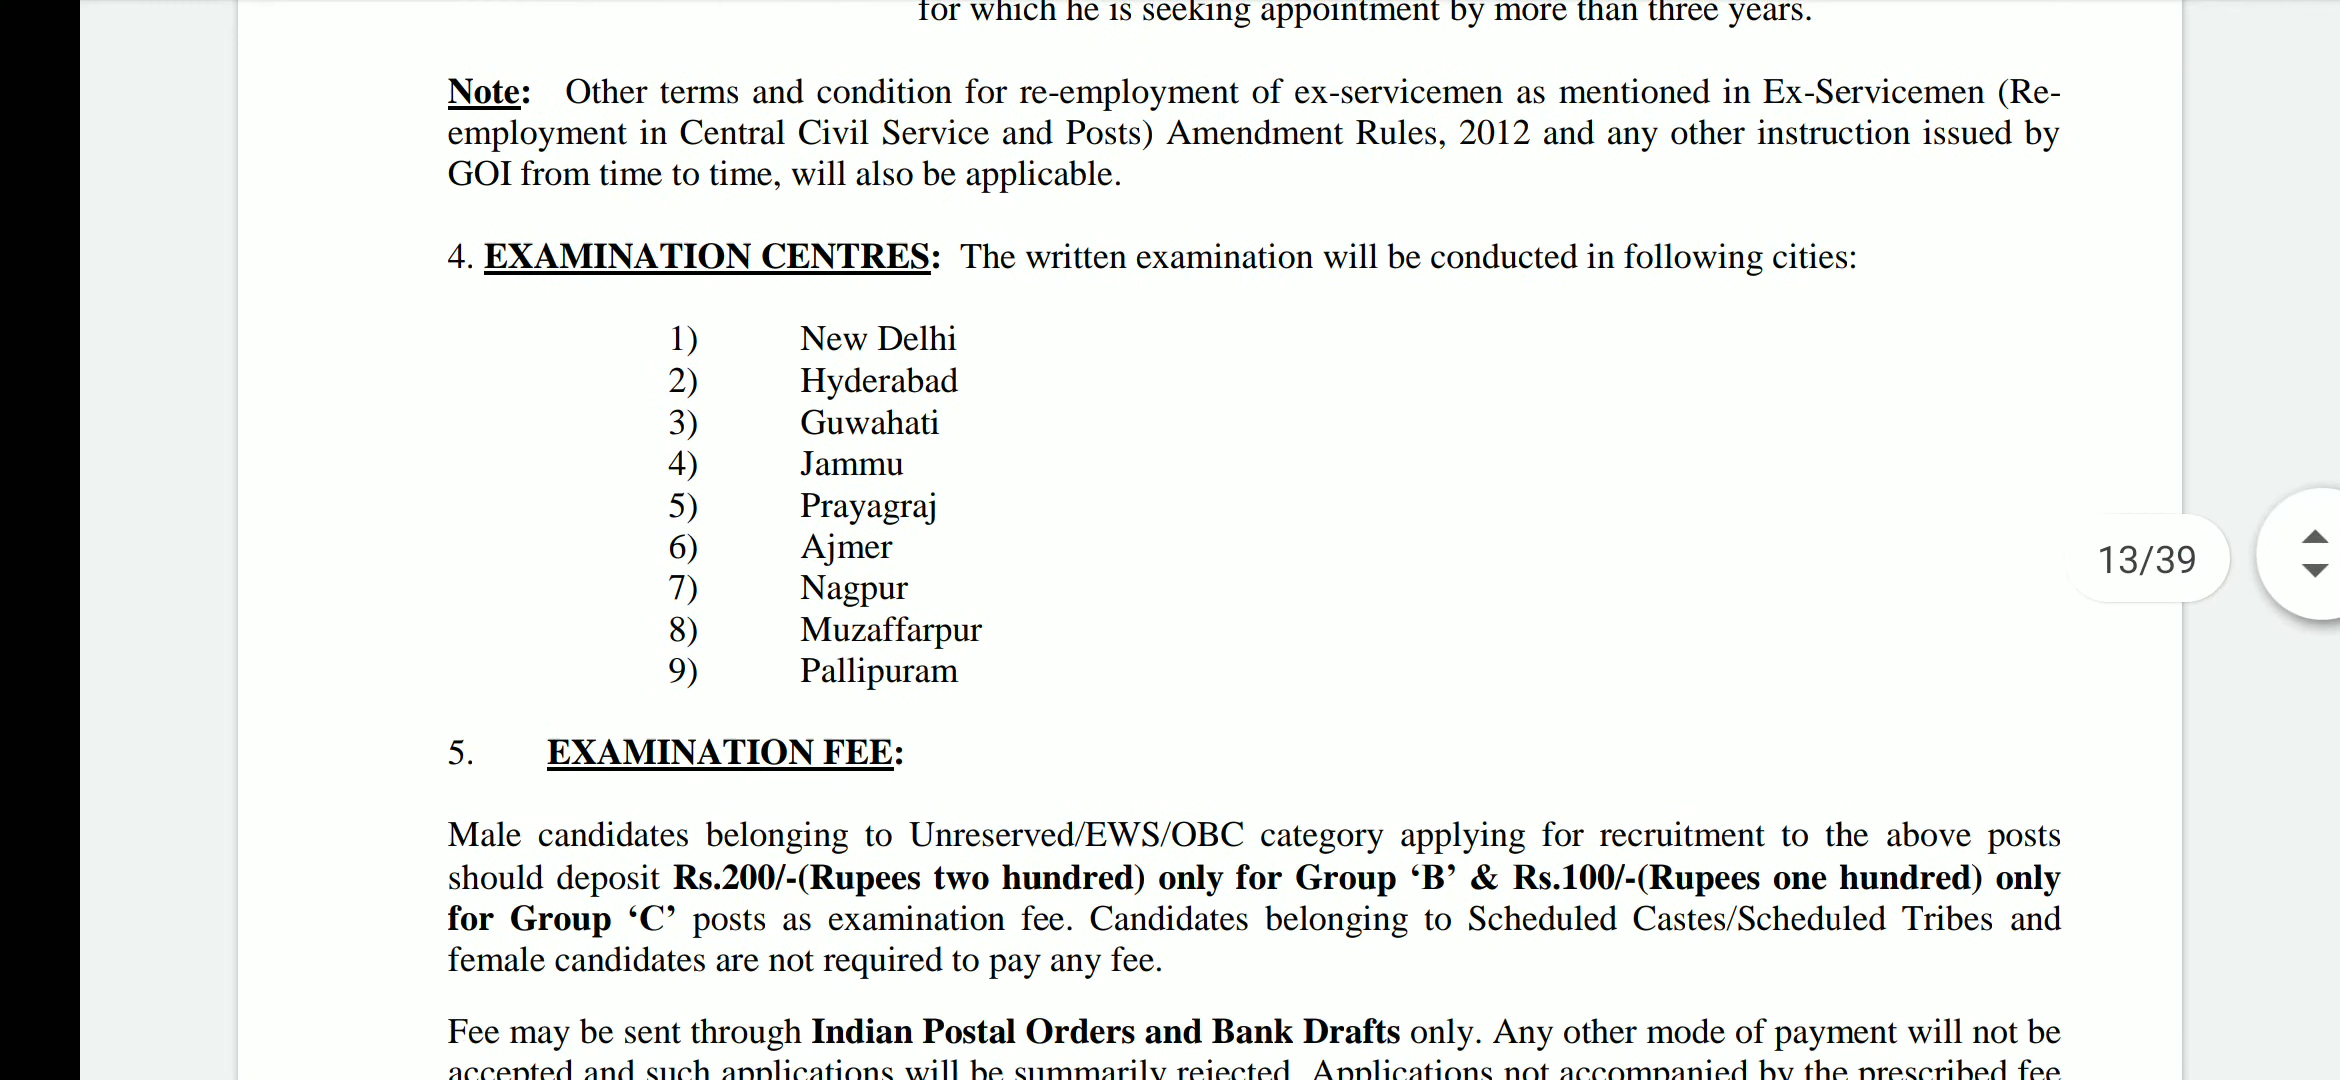 for which he is seeking appointment by more than three years.
Note: Other terms and condition for re-employment of ex-servicemen as mentioned in Ex-Servicemen (Re-
employment in Central Civil Service and Posts) Amendment Rules, 2012 and any other instruction issued by
GOI from time to time, will also be applicable.
4. EXAMINATION CENTRES: The written examination will be conducted in following cities:
1) New Delhi
2) Hyderabad
3) Guwahati
4) Jammu
5) Prayagraj
6) Ajmer
7) Nagpur
8) Muzaffarpur
9) Pallipuram
13/39
5. EXAMINATION FEE:
Male candidates belonging to Unreserved/EWS/OBC category applying for recruitment to the above posts
should deposit Rs.200/-(Rupees two hundred) only for Group ‘B’ & Rs.100/-(Rupees one hundred) only
for Group ‘C’ posts as examination fee. Candidates belonging to Scheduled Castes/Scheduled Tribes and
female candidates are not required to pay any fee.
Fee may be sent through Indian Postal Orders and Bank Drafts only. Any other mode of payment will not be
accepted and such applications will be summarily rejected. Applications not accompanied by the prescribed fee